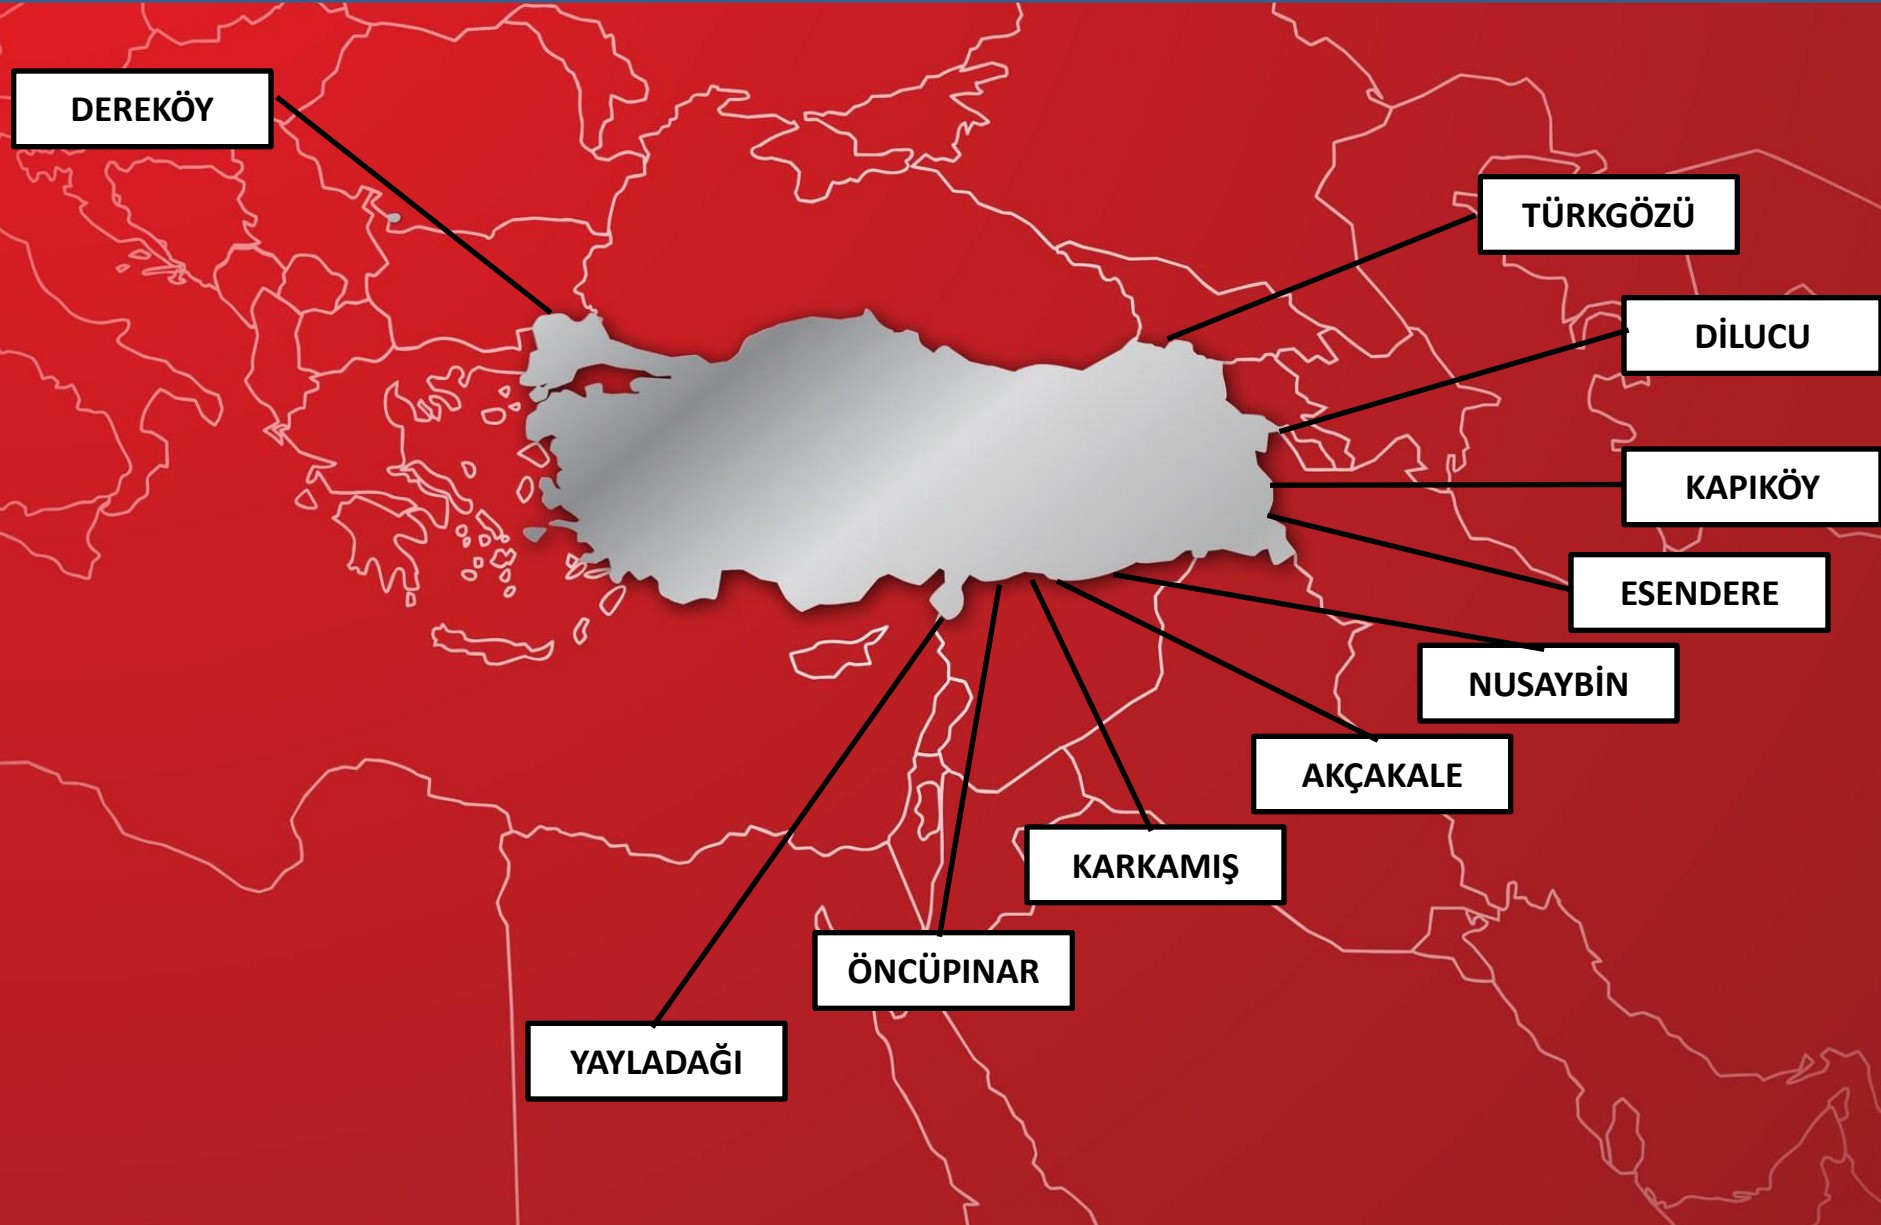 DEREKÖY
TÜRKGÖZÜ
DİLUCU
KAPIKÖY
ESENDERE
NUSAYBİN
AKÇAKALE
KARKAMIŞ
ÖNCÜPINAR
YAYLADAĞI